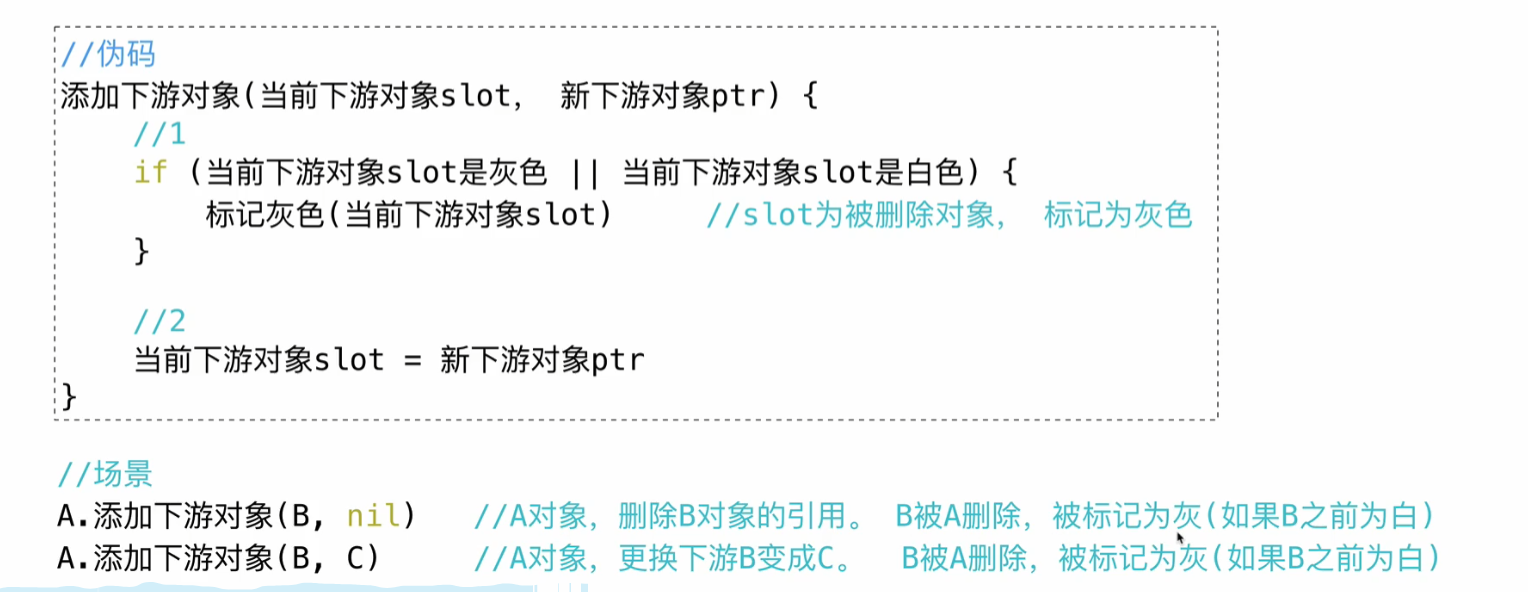 //伪码
添加下游对象(当前下游对象slot, 新下游对象ptr) {
//1
if (当前下游对象slot是灰色 || 当前下游对象slot是白色) {
标记灰色(当前下游对象slot) //slot为被删除对象, 标记为灰色
}
//2
当前下游对象slot = 新下游对象ptr
}
//场景
A.添加下游对象(B, nil) //A对象，删除B对象的引用。 B被A删除，被标记为灰(如果B之前为白)
A.添加下游对象(B, C) //A对象，更换下游B变成C。 B被A删除，被标记为灰(如果B之前为白)